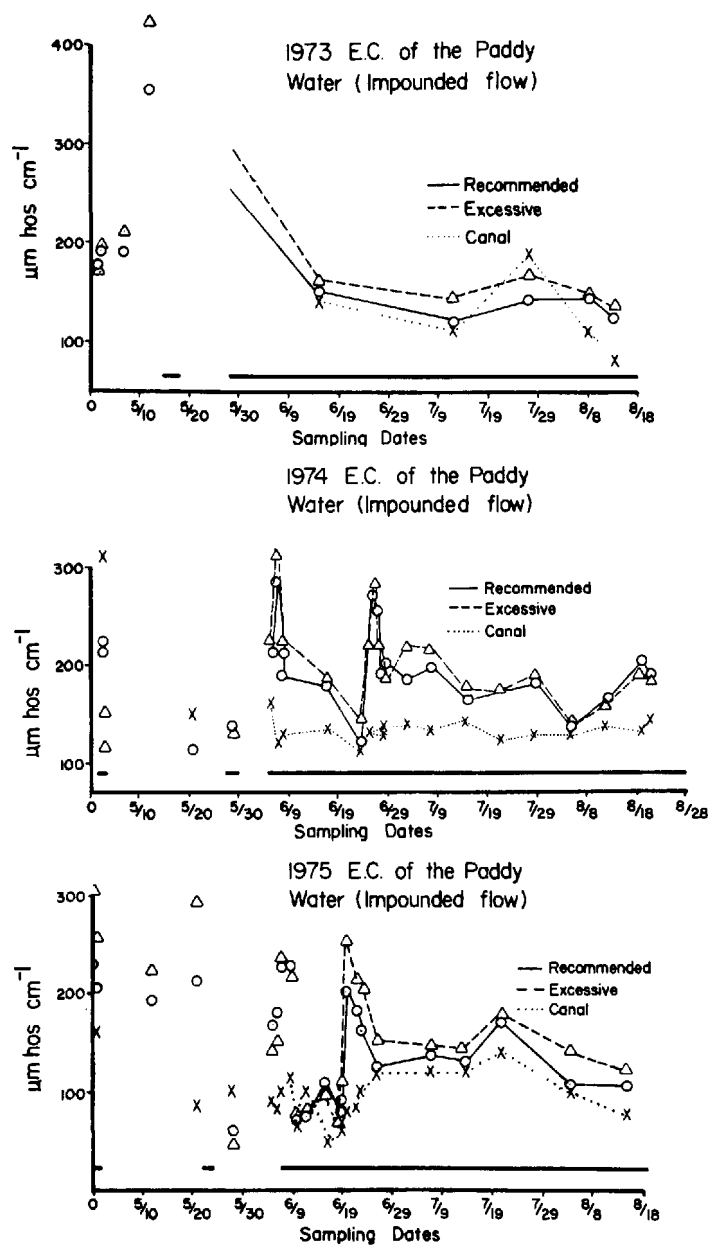 1973 E.C. of the Paddy
Water (Impounded flow)
400
300
200
100
μm hos cm⁻¹
Recommended
Excessive
Canal
0 5/10 5/20 5/30 6/9 6/19 6/29 7/9 7/19 7/29 8/8 8/18
Sampling Dates
1974 E.C. of the Paddy
Water (Impounded flow)
300
200
100
μm hos cm⁻¹
Recommended
Excessive
Canal
0 5/10 5/20 5/30 6/9 6/19 6/29 7/9 7/19 7/29 8/8 8/18 8/28
Sampling Dates
1975 E.C. of the Paddy
Water (Impounded flow)
300
200
100
μm hos cm⁻¹
Recommended
Excessive
Canal
0 5/10 5/20 5/30 6/9 6/19 6/29 7/9 7/19 7/29 8/8 8/18
Sampling Dates